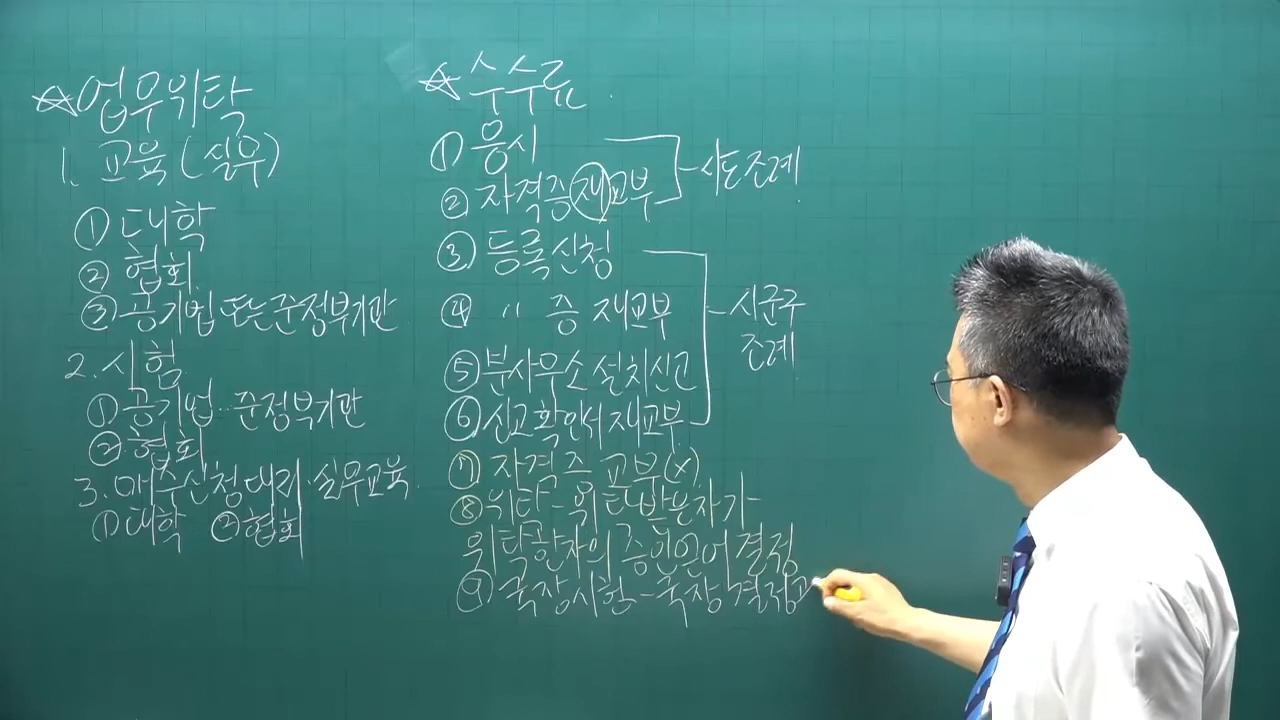 ☆업무위탁
1. 교육(실무)
① 대학
② 협회
③ 공기업 또는 준정부기관
2. 시험
① 공기업·준정부기관
② 협회
3. 매수신청대리·실무교육
① 대학 ② 협회
☆수수료.
① 응시
② 자격증재교부
시도조례
③ 등록신청
④ 〃 증 재교부
⑤ 분사무소설치신고
⑥ 신고확인서재교부
시군구
조례
⑦ 자격증 교부(×)
⑧ 위탁-위탁받은자가
위탁한자의 승인얻어결정
⑨ 국장시험-국장결정고